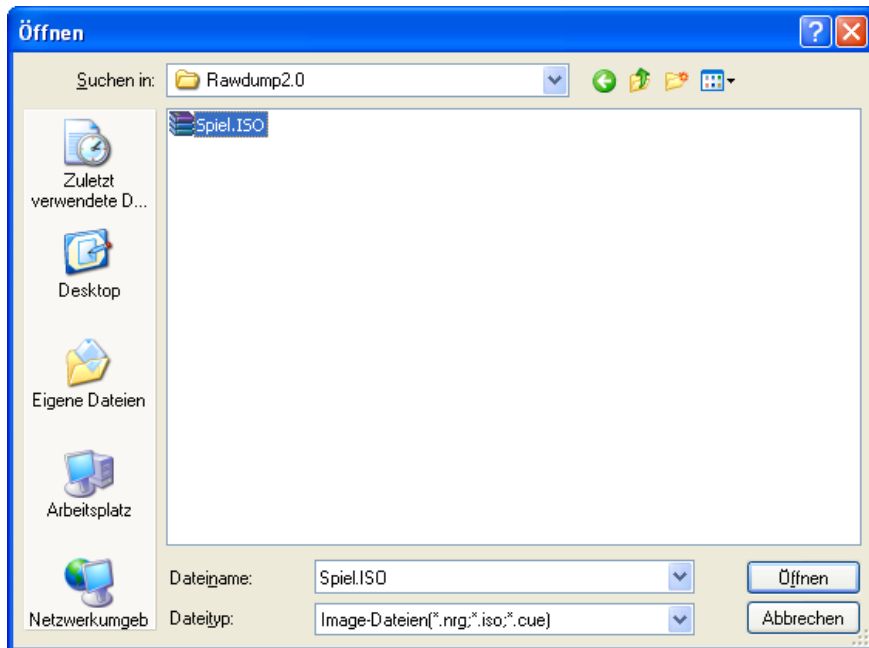 Öffnen
Suchen in:
Rawdump2.0
Spiel.ISO
Zuletzt
verwendete D...
Desktop
Eigene Dateien
Arbeitsplatz
Netzwerkumgeb
Dateiname:
Spiel.ISO
Öffnen
Dateityp:
Image-Dateien(*.nrg;*.iso;*.cue)
Abbrechen